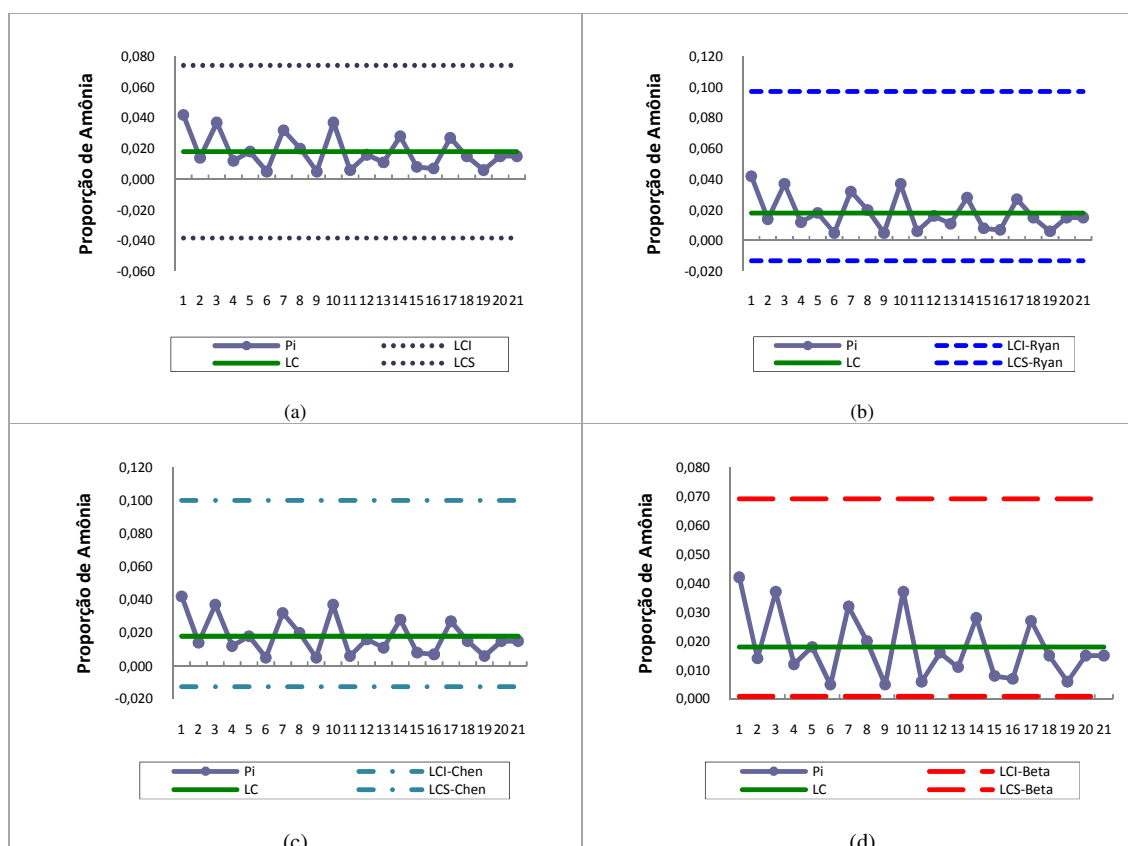 Proporção de Amônia
0,080
0,060
0,040
0,020
0,000
-0,020
-0,040
-0,060
1 2 3 4 5 6 7 8 9 10 11 12 13 14 15 16 17 18 19 20 21
Pi LCI
LC LCS
(a)
Proporção de Amônia
0,120
0,100
0,080
0,060
0,040
0,020
0,000
-0,020
1 2 3 4 5 6 7 8 9 10 11 12 13 14 15 16 17 18 19 20 21
Pi LCI-Ryan
LC LCS-Ryan
(b)
Proporção de Amônia
0,120
0,100
0,080
0,060
0,040
0,020
0,000
-0,020
1 2 3 4 5 6 7 8 9 10 11 12 13 14 15 16 17 18 19 20 21
Pi LCI-Chen
LC LCS-Chen
(c)
Proporção de Amônia
0,080
0,070
0,060
0,050
0,040
0,030
0,020
0,010
0,000
1 2 3 4 5 6 7 8 9 10 11 12 13 14 15 16 17 18 19 20 21
Pi LCI-Beta
LC LCS-Beta
(d)